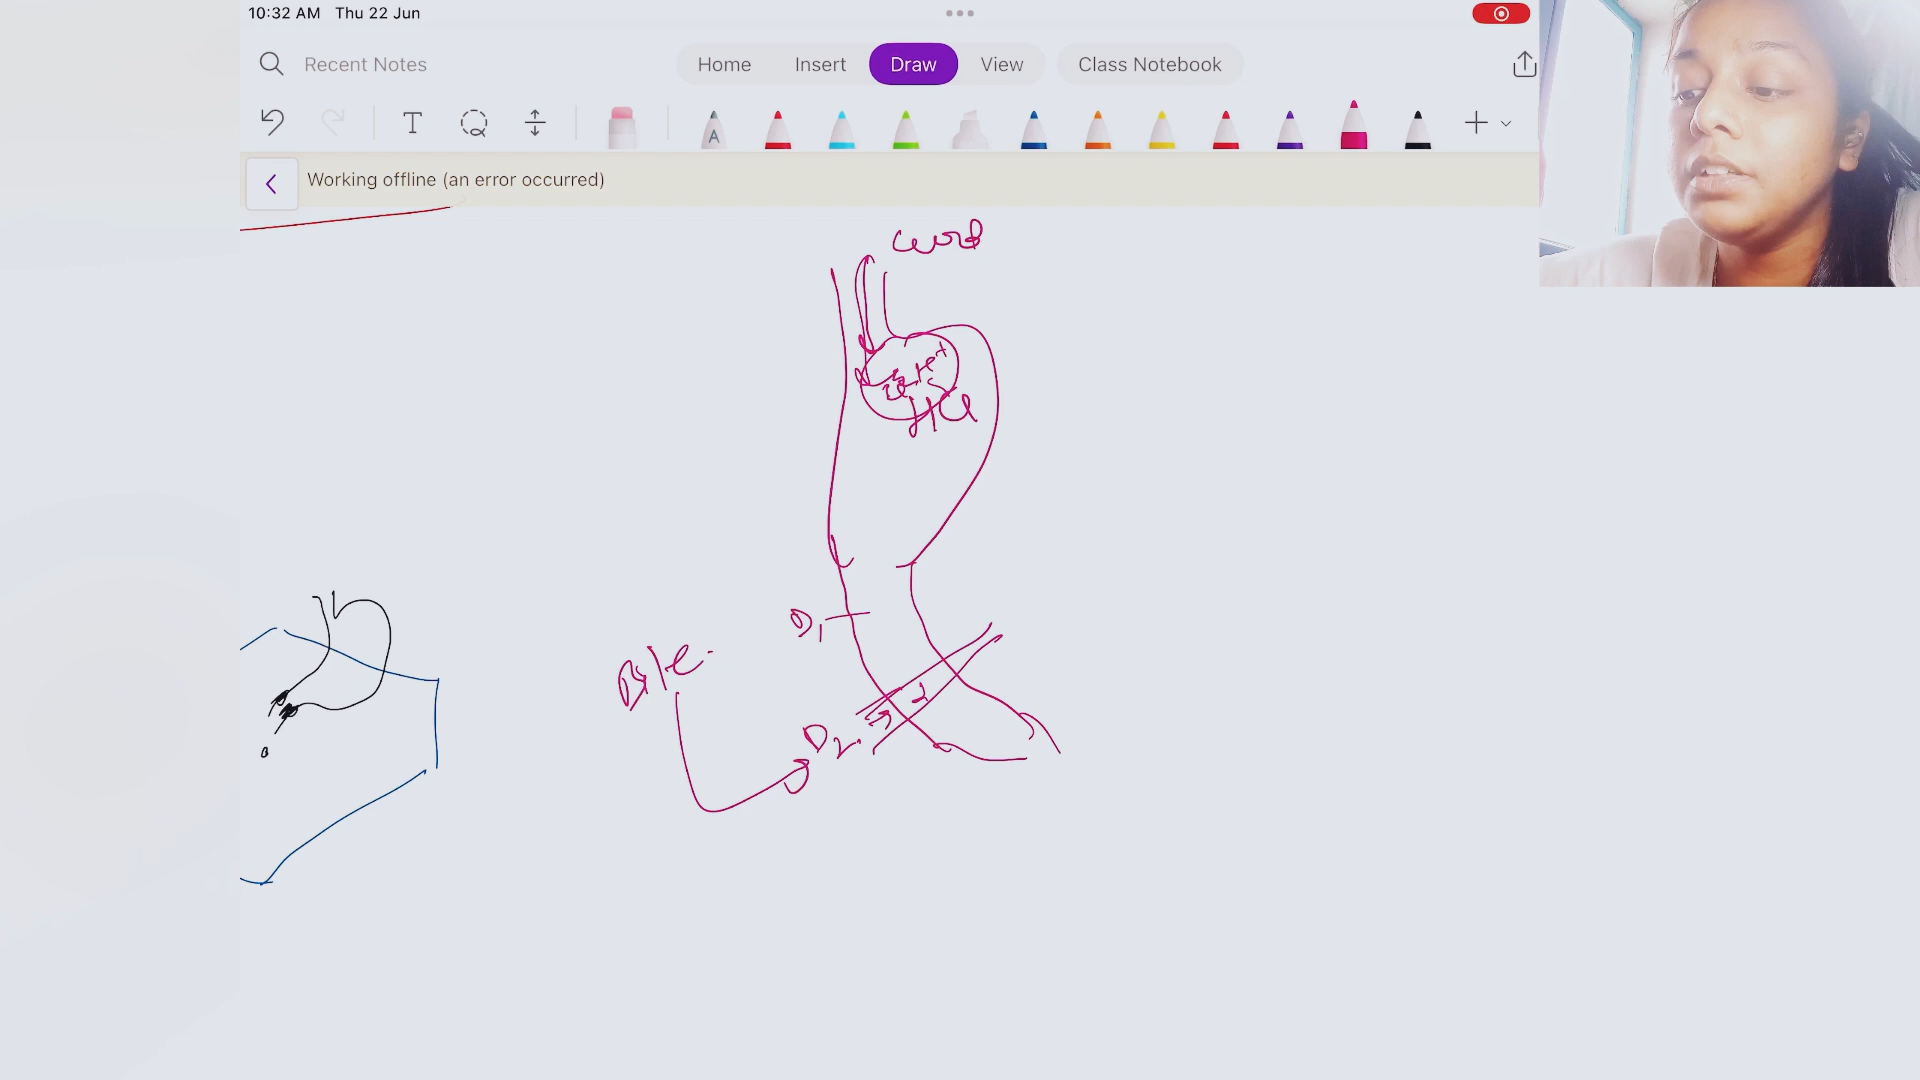 10:32 AM Thu 22 Jun
Recent Notes
Home Insert Draw View Class Notebook
T
A
Working offline (an error occurred)
HCl
D1
Bile
D2